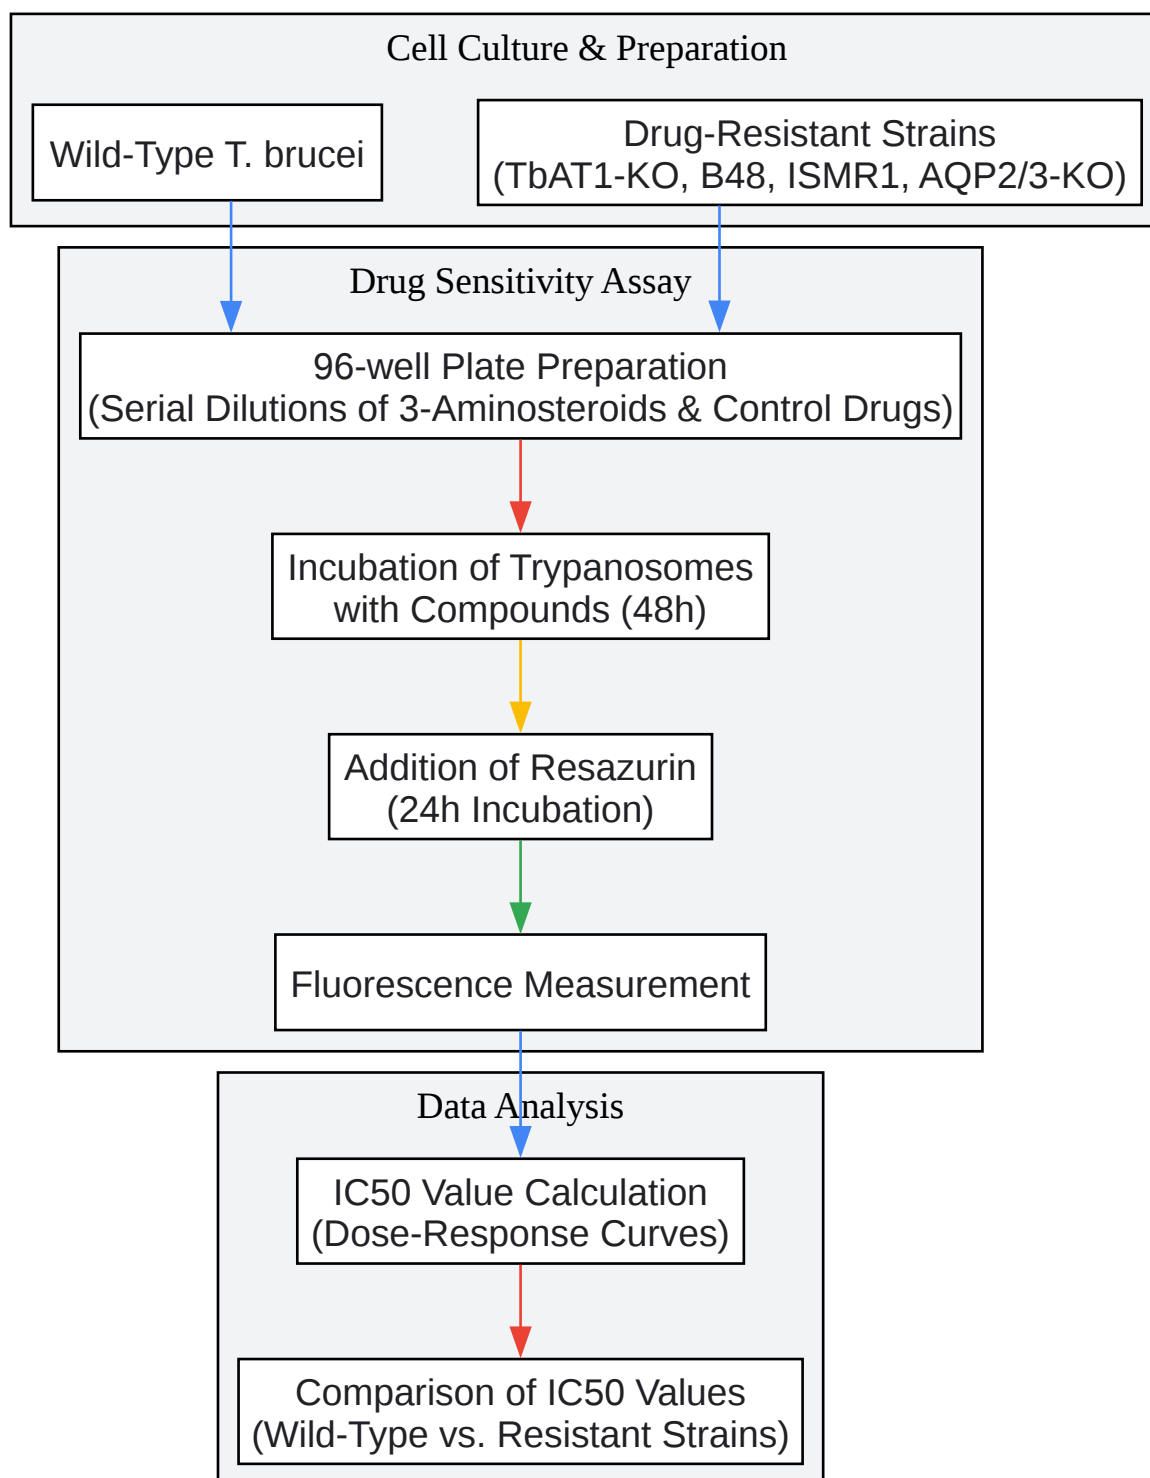 Cell Culture & Preparation
Wild-Type T. brucei
Drug-Resistant Strains
(TbAT1-KO, B48, ISMR1, AQP2/3-KO)
Drug Sensitivity Assay
96-well Plate Preparation
(Serial Dilutions of 3-Aminosteroids & Control Drugs)
Incubation of Trypanosomes
with Compounds (48h)
Addition of Resazurin
(24h Incubation)
Fluorescence Measurement
Data Analysis
IC50 Value Calculation
(Dose-Response Curves)
Comparison of IC50 Values
(Wild-Type vs. Resistant Strains)